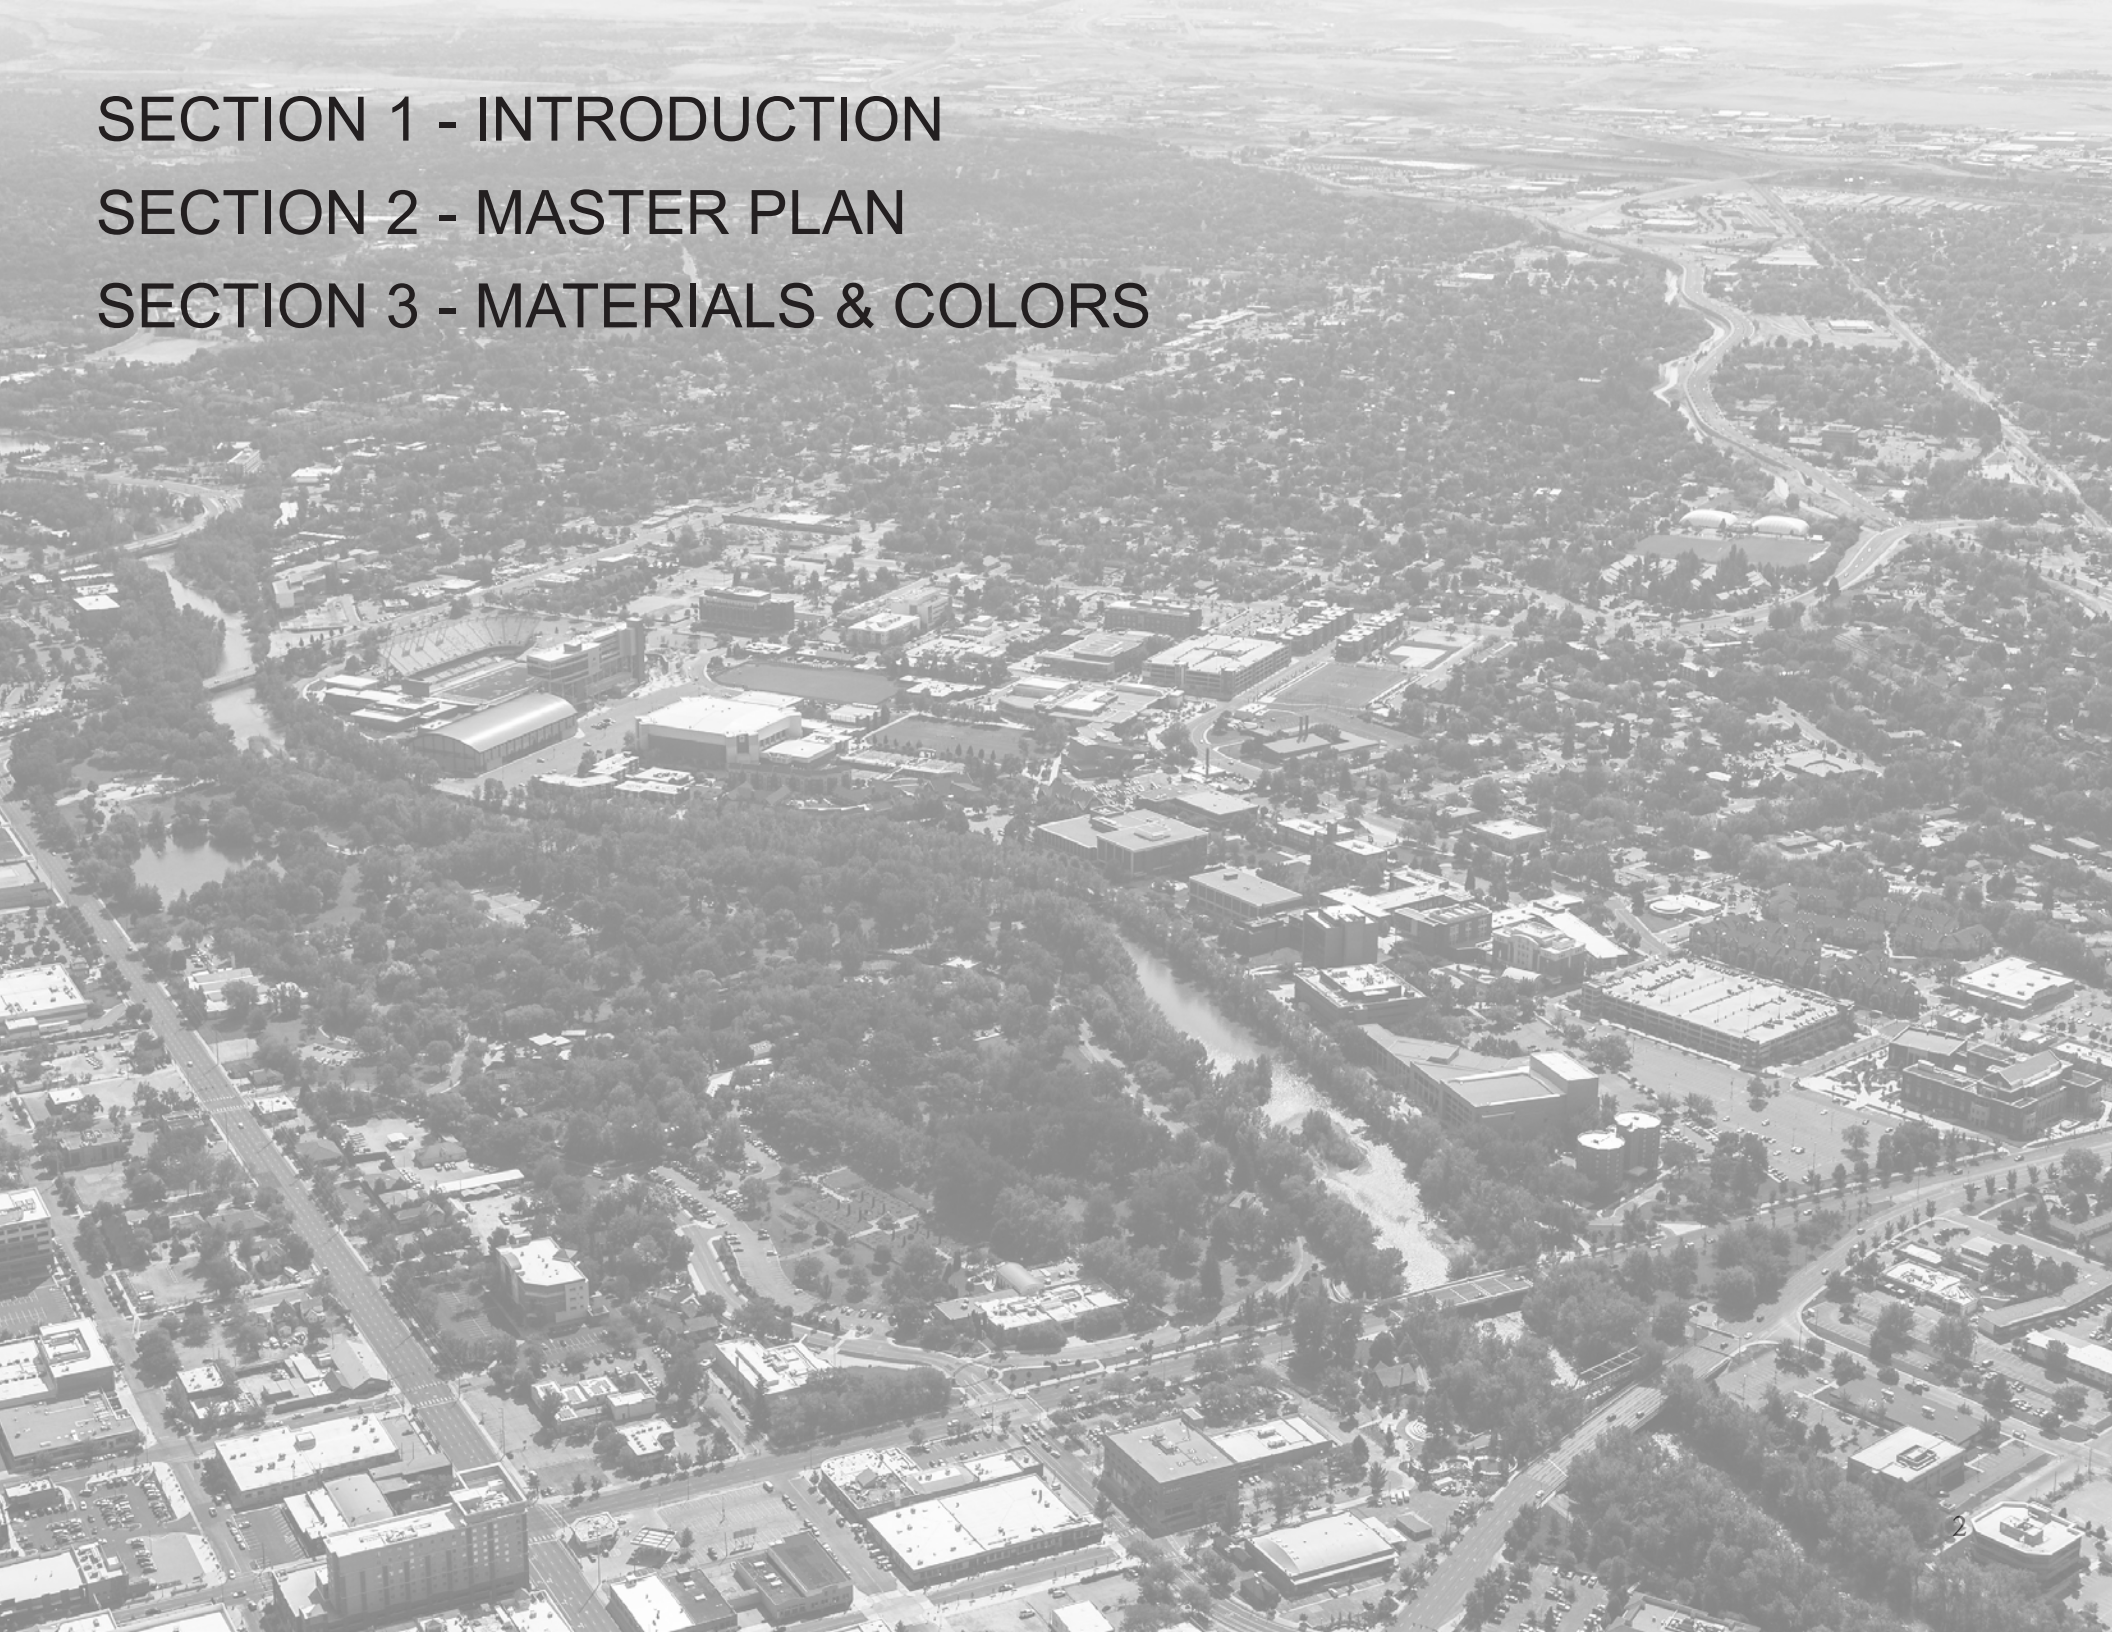 SECTION 1 - INTRODUCTION
SECTION 2 - MASTER PLAN
SECTION 3 - MATERIALS & COLORS
2